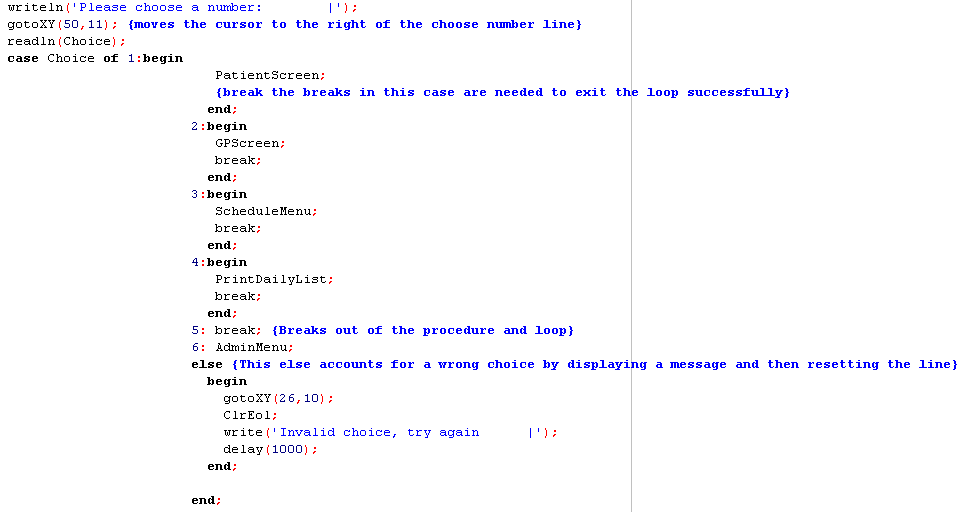 writeln('Please choose a number:        |');
gotoXY(50,11); {moves the cursor to the right of the choose number line}
readln(Choice);
case Choice of 1:begin
PatientScreen;
{break the breaks in this case are needed to exit the loop successfully}
end;
2:begin
GPScreen;
break;
end;
3:begin
ScheduleMenu;
break;
end;
4:begin
PrintDailyList;
break;
end;
5: break; {Breaks out of the procedure and loop}
6: AdminMenu;
else {This else accounts for a wrong choice by displaying a message and then resetting the line}
begin
gotoXY(26,10);
ClrEol;
write('Invalid choice, try again      |');
delay(1000);
end;
end;